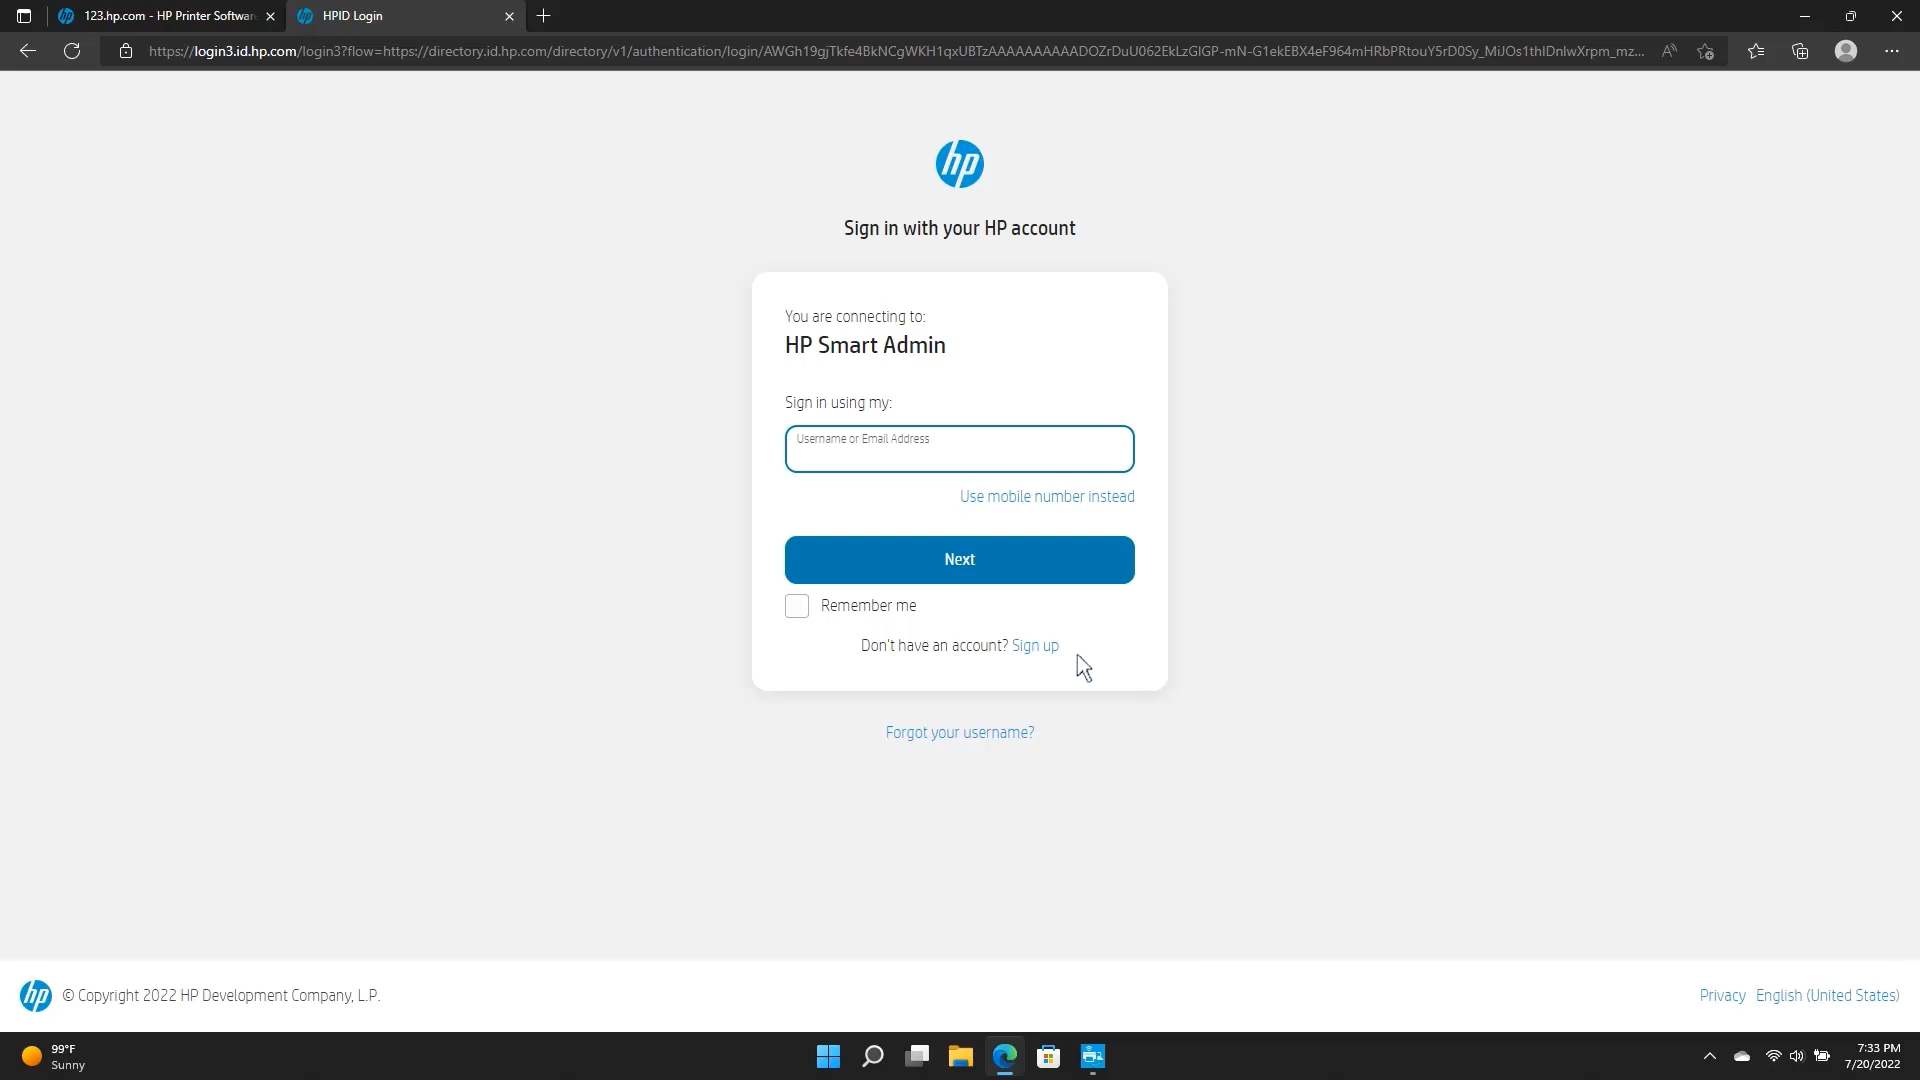 123.hp.com - HP Printer Softwar
HPID Login
https://login3.id.hp.com/login3?flow=https://directory.id.hp.com/directory/v1/authentication/login/
hp
Sign in with your HP account
You are connecting to:
HP Smart Admin
Sign in using my:
Username or Email Address
Use mobile number instead
Next
Remember me
Don't have an account? Sign up
Forgot your username?
hp © Copyright 2022 HP Development Company, L.P.
Privacy English (United States)
99°F
Sunny
7:33 PM
7/20/2022